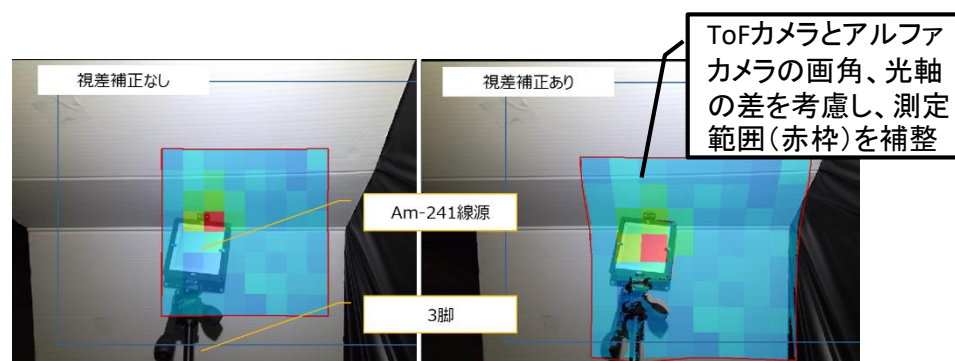 視差補正なし
視差補正あり
ToFカメラとアルファ
カメラの画角、光軸
の差を考慮し、測定
範囲（赤枠）を補整
Am-241線源
3脚